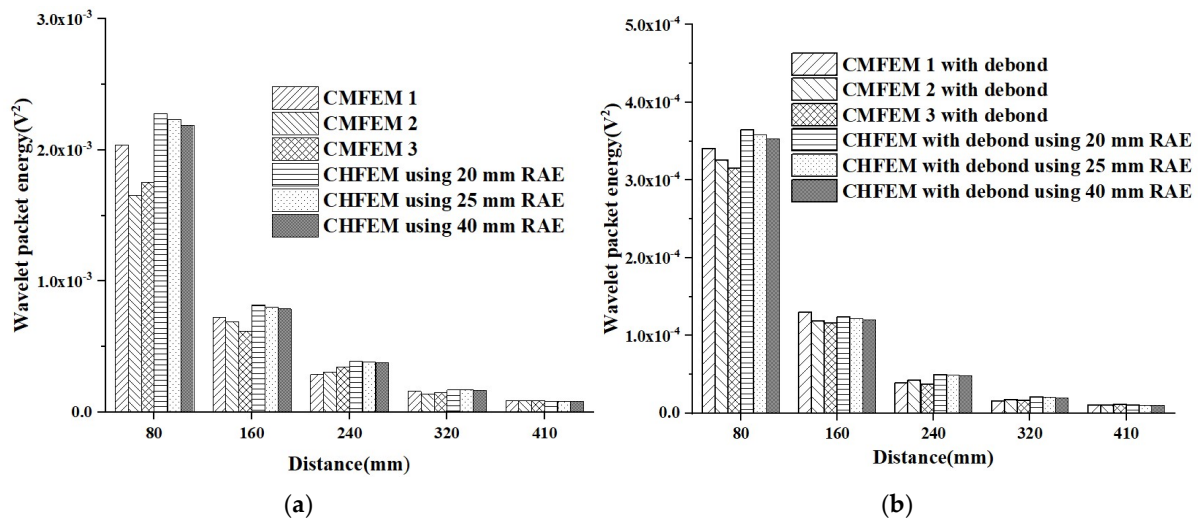 3.0x10⁻³
2.0x10⁻³
1.0x10⁻³
0.0
Wavelet packet energy(V²)
CMFEM 1
CMFEM 2
CMFEM 3
CHFEM using 20 mm RAE
CHFEM using 25 mm RAE
CHFEM using 40 mm RAE
80 160 240 320 410
Distance(mm)
(a)
5.0x10⁻⁴
4.0x10⁻⁴
3.0x10⁻⁴
2.0x10⁻⁴
1.0x10⁻⁴
0.0
Wavelet packet energy(V²)
CMFEM 1 with debond
CMFEM 2 with debond
CMFEM 3 with debond
CHFEM with debond using 20 mm RAE
CHFEM with debond using 25 mm RAE
CHFEM with debond using 40 mm RAE
80 160 240 320 410
Distance(mm)
(b)